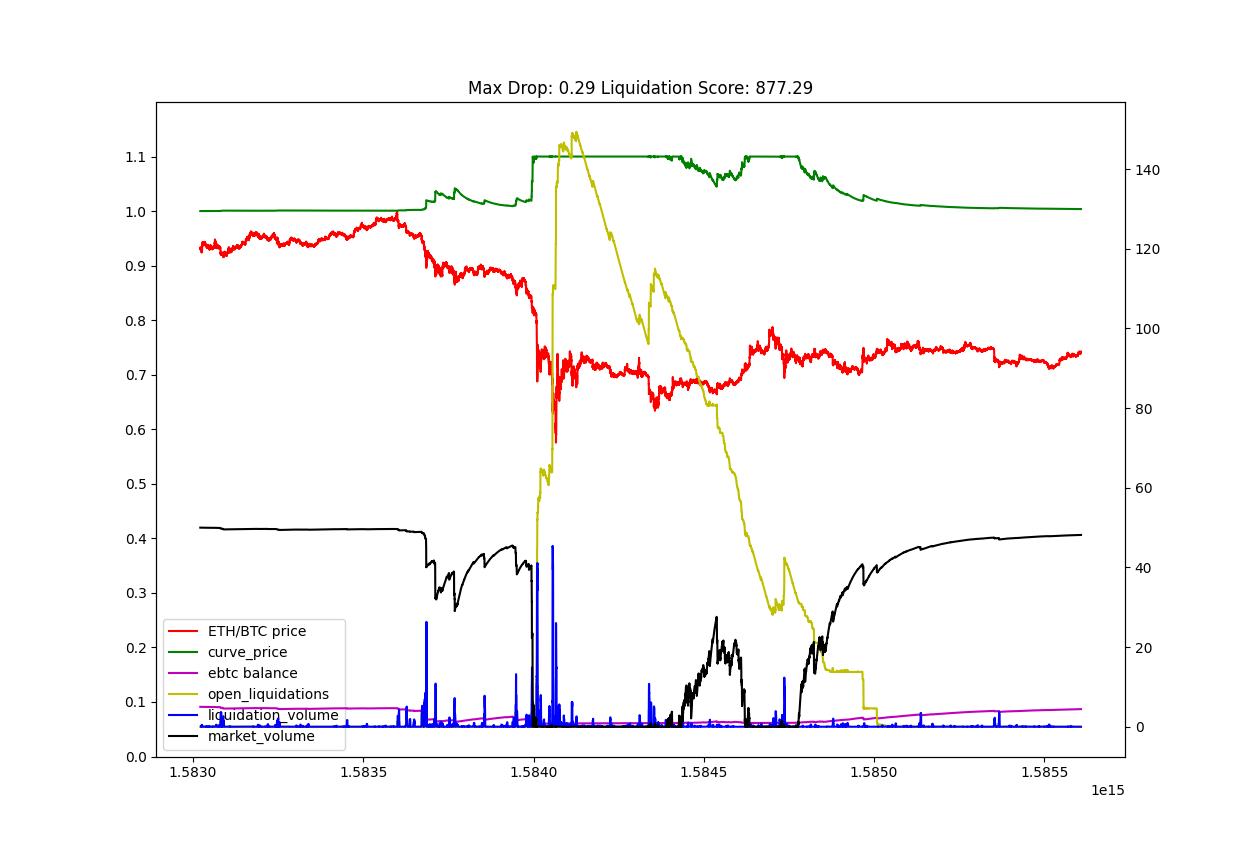 Max Drop: 0.29 Liquidation Score: 877.29
1.1
1.0
0.9
0.8
0.7
0.6
0.5
0.4
0.3
0.2
0.1
0.0
140
120
100
80
60
40
20
0
ETH/BTC price
curve_price
ebtc balance
open_liquidations
liquidation_volume
market_volume
1.5830 1.5835 1.5840 1.5845 1.5850 1.5855
1e15